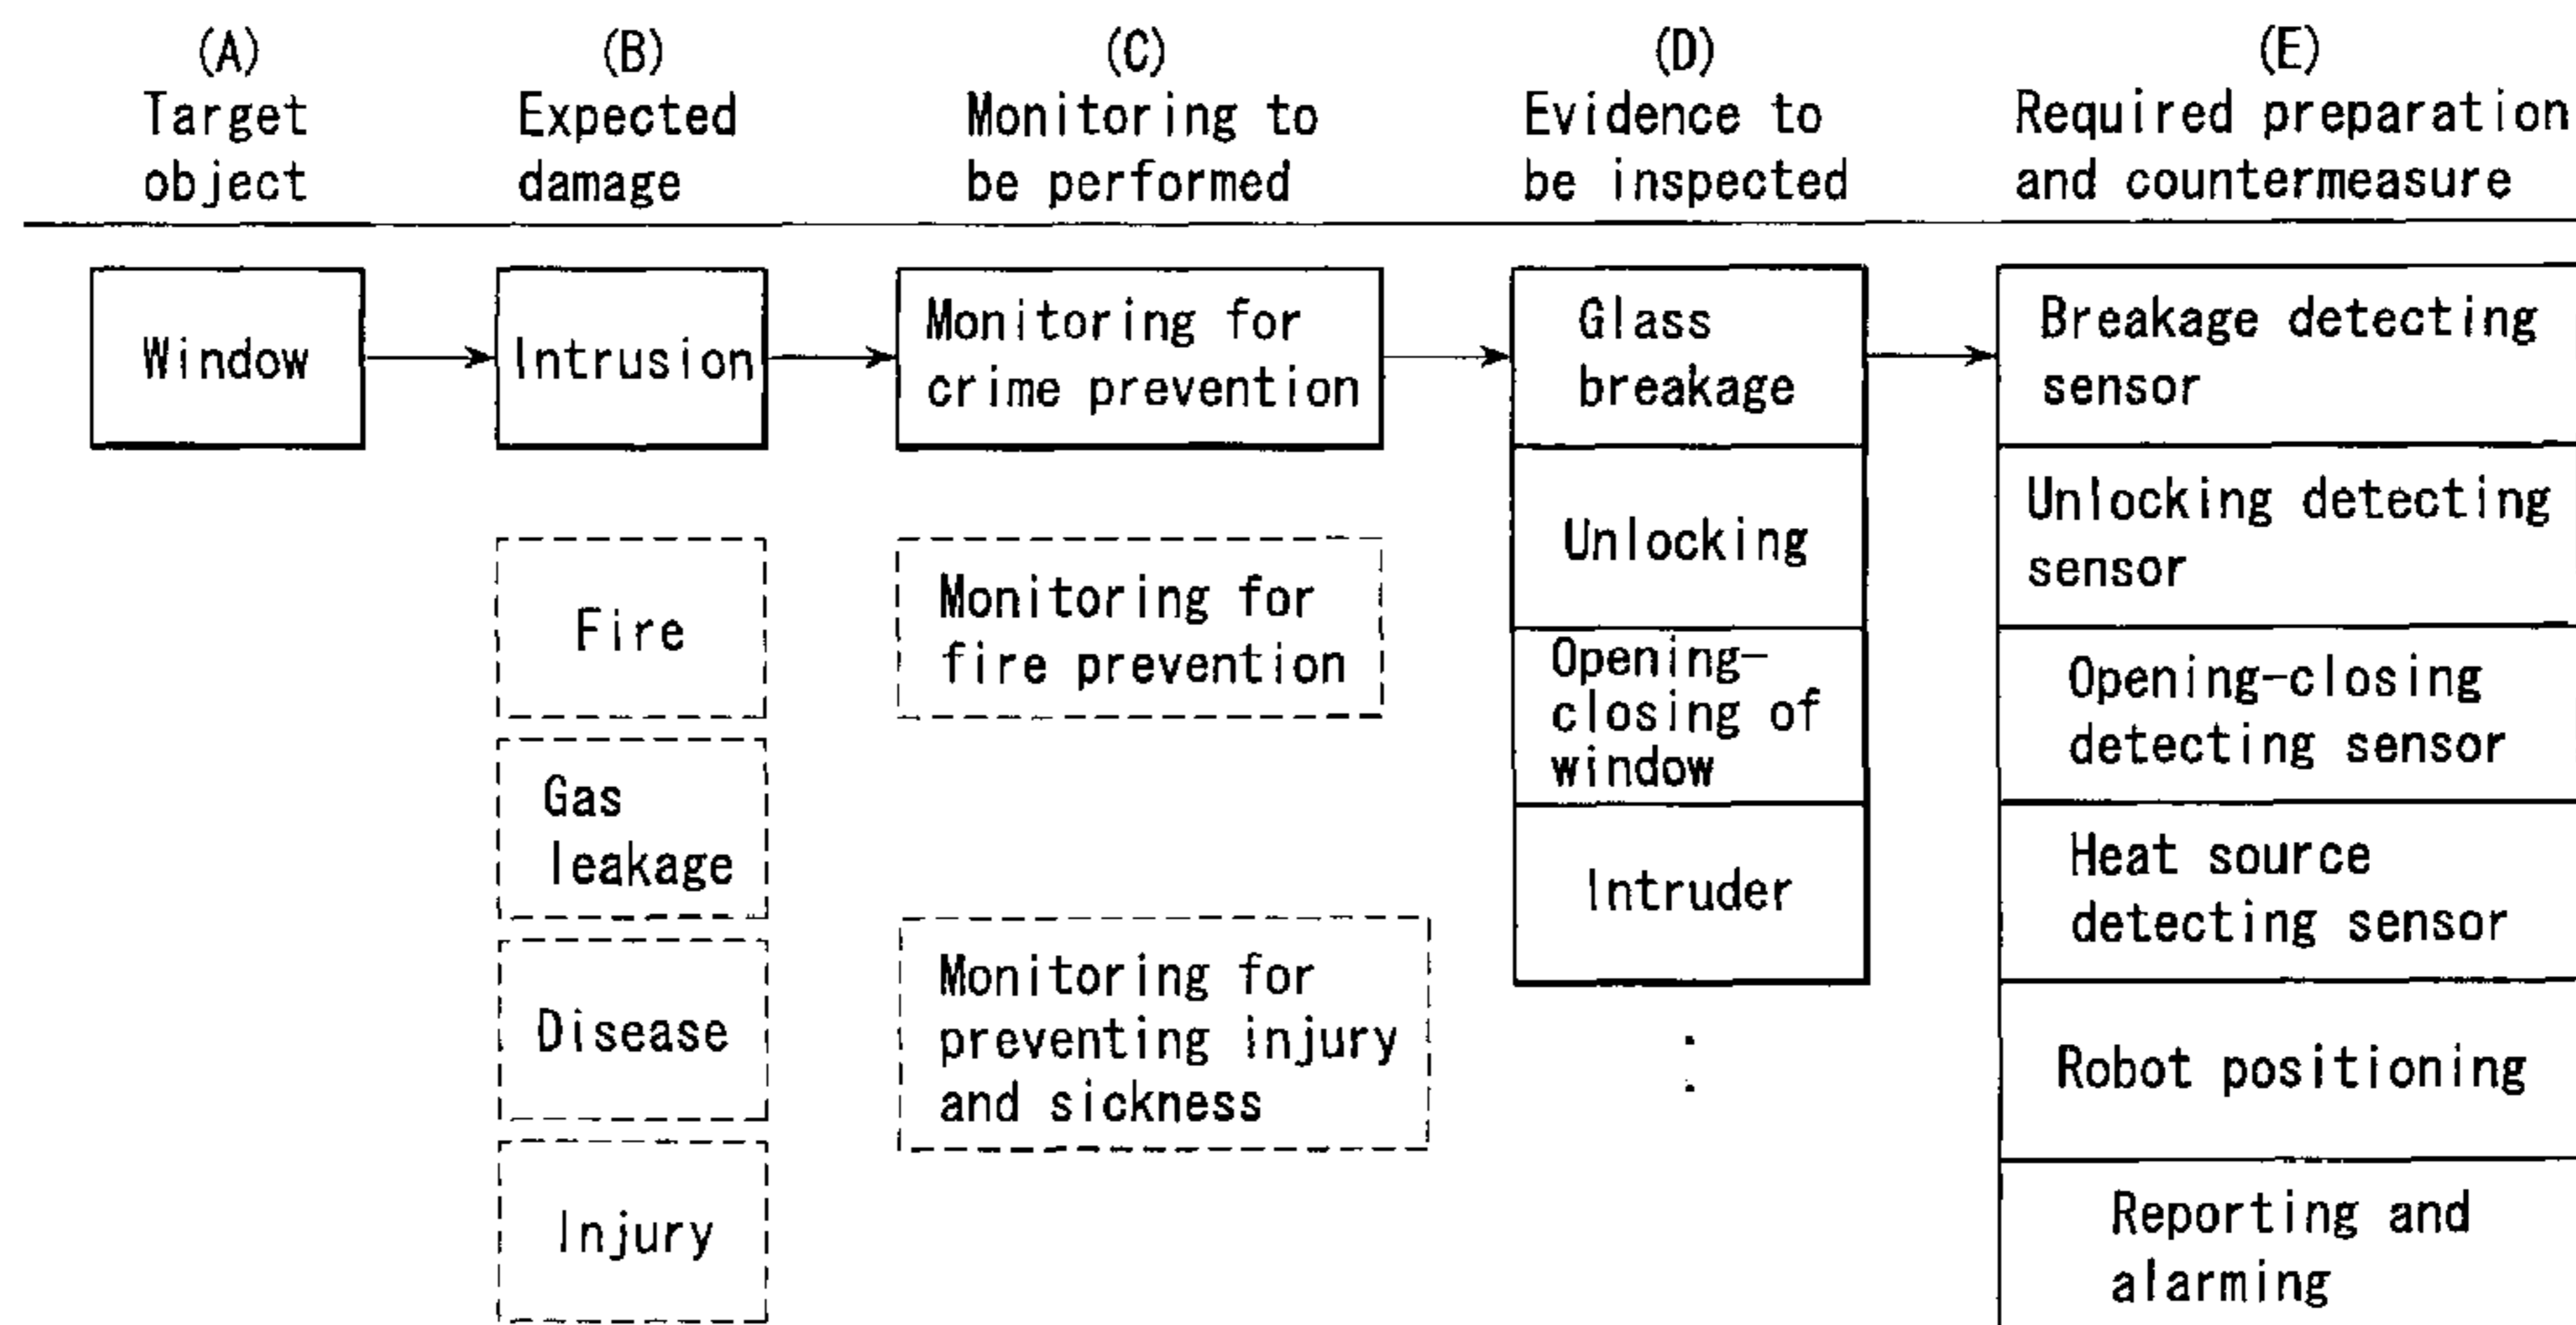 (A)
Target
object
(B)
Expected
damage
(C)
Monitoring to
be performed
(D)
Evidence to
be inspected
(E)
Required preparation
and countermeasure
Window
Intrusion
Fire
Gas
leakage
Disease
Injury
Monitoring for
crime prevention
Monitoring for
fire prevention
Monitoring for
preventing injury
and sickness
Glass
breakage
Unlocking
Opening-
closing of
window
Intruder
Breakage detecting
sensor
Unlocking detecting
sensor
Opening-closing
detecting sensor
Heat source
detecting sensor
Robot positioning
Reporting and
alarming